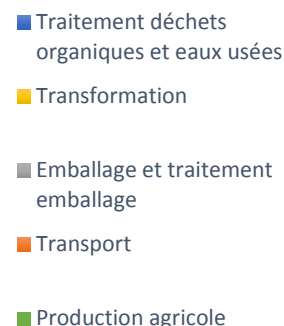 Traitement déchets
organiques et eaux usées
Transformation
Emballage et traitement
emballage
Transport
Production agricole